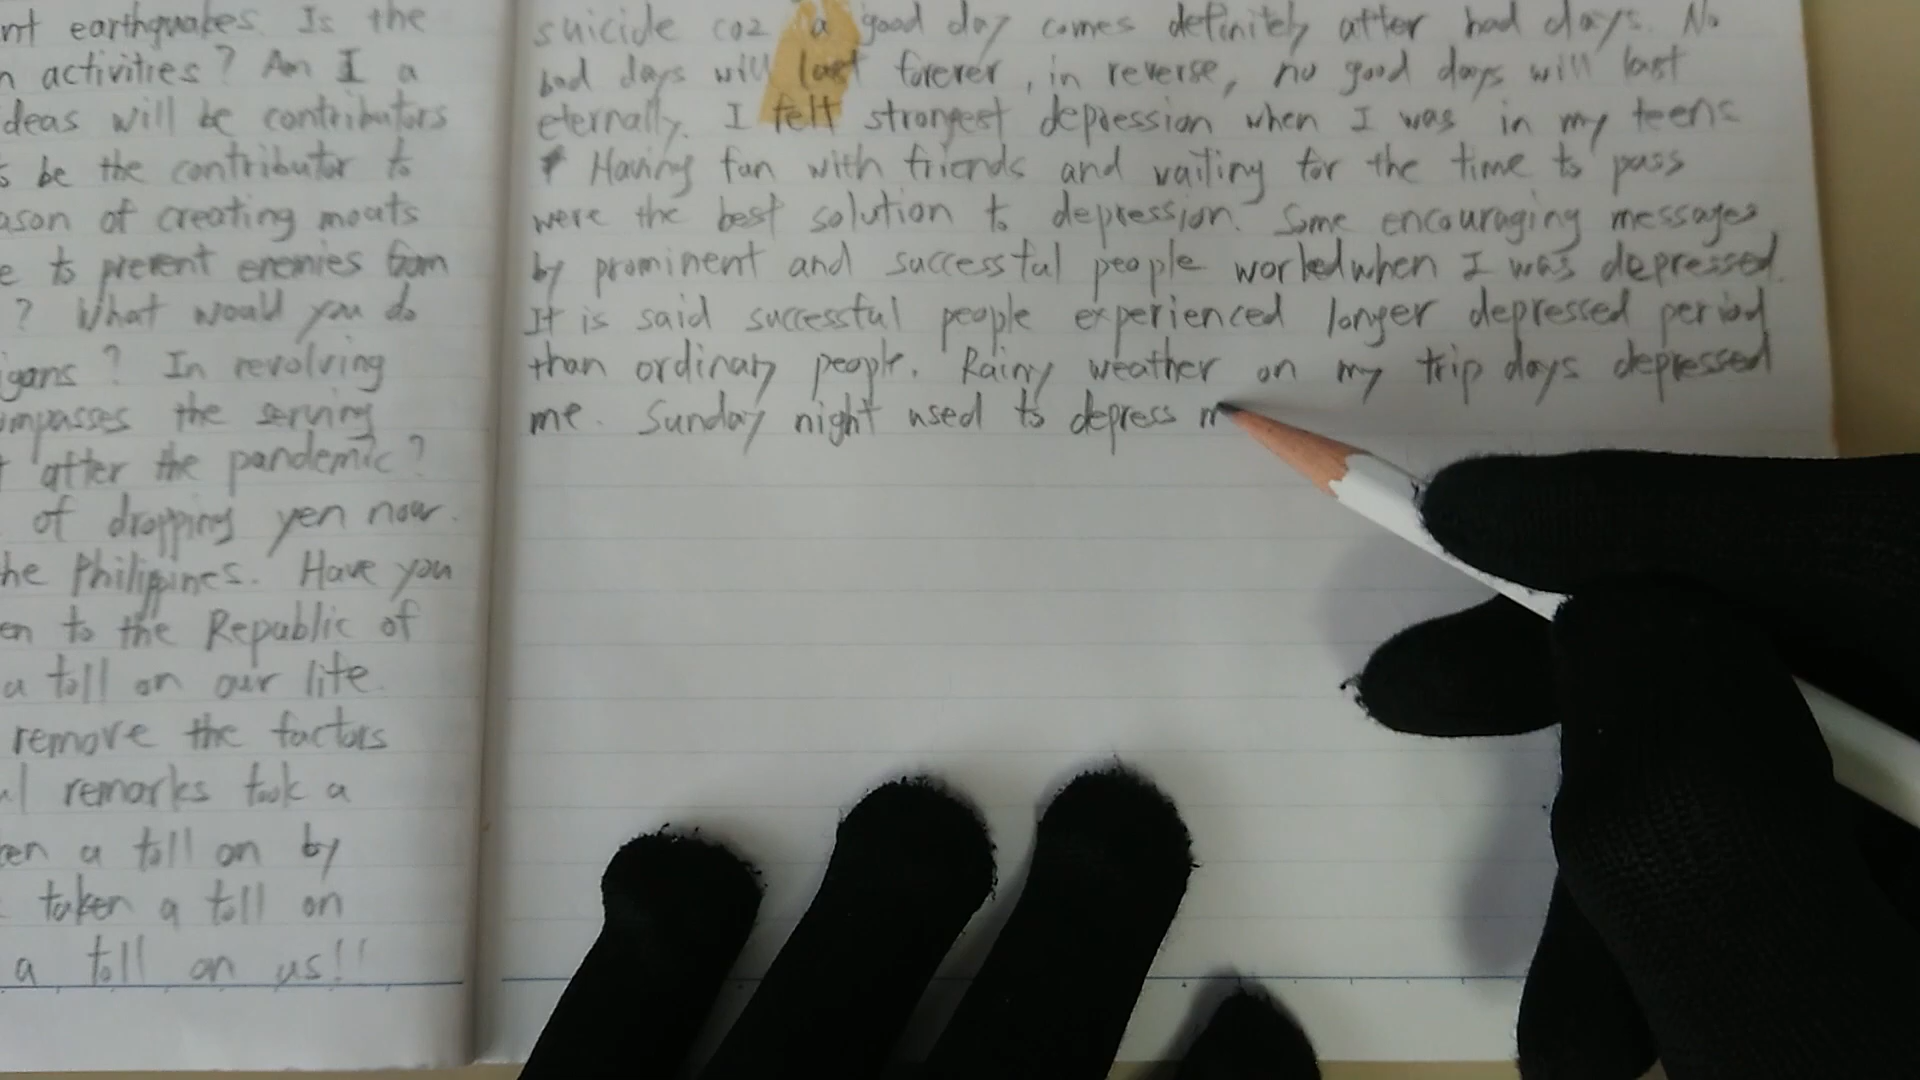 nt earthquakes. Is the
n activities? Am I a
deas will be contributors
s be the contributor to
ason of creating moats
e to prevent enemies from
? What would you do
igans? In revolving
ompasses the serving
t after the pandemic?
of dropping yen now.
he Philippines. Have you
en to the Republic of
a toll on our life
remove the factors
l remarks took a
en a toll on by
taken a toll on
a toll on us!!
suicide coz a good day comes definitely after bad days. No
bad days will last forever, in reverse, no good days will last
eternally. I felt strongest depression when I was in my teens
Having fun with friends and waiting for the time to pass
were the best solution to depression. Some encouraging messages
by prominent and successful people worked when I was depressed.
It is said successful people experienced longer depressed period
than ordinary people. Rainy weather on my trip days depressed
me. Sunday night used to depress m